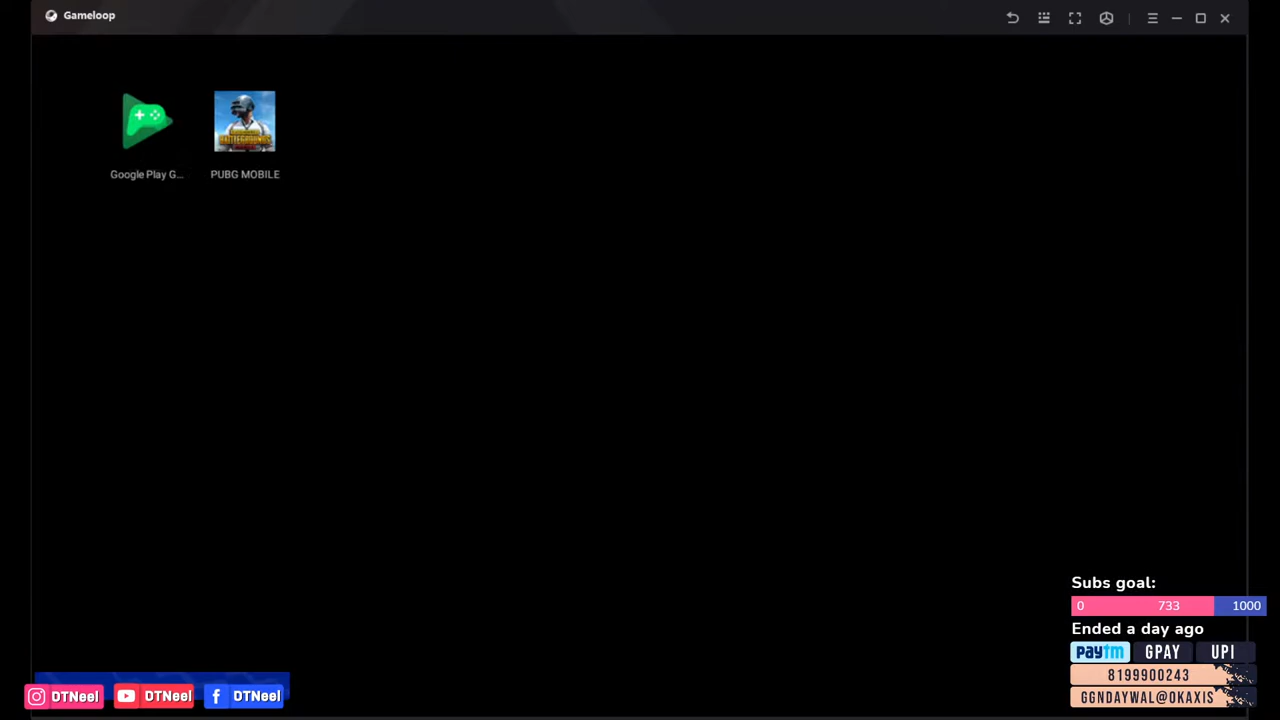 Gameloop
Google Play G...
PUBG MOBILE
Subs goal:
0 733 1000
Ended a day ago
paytm GPAY UPI
8199900243
GGNDAYWAL@OKAXIS
DTNeel DTNeel DTNeel